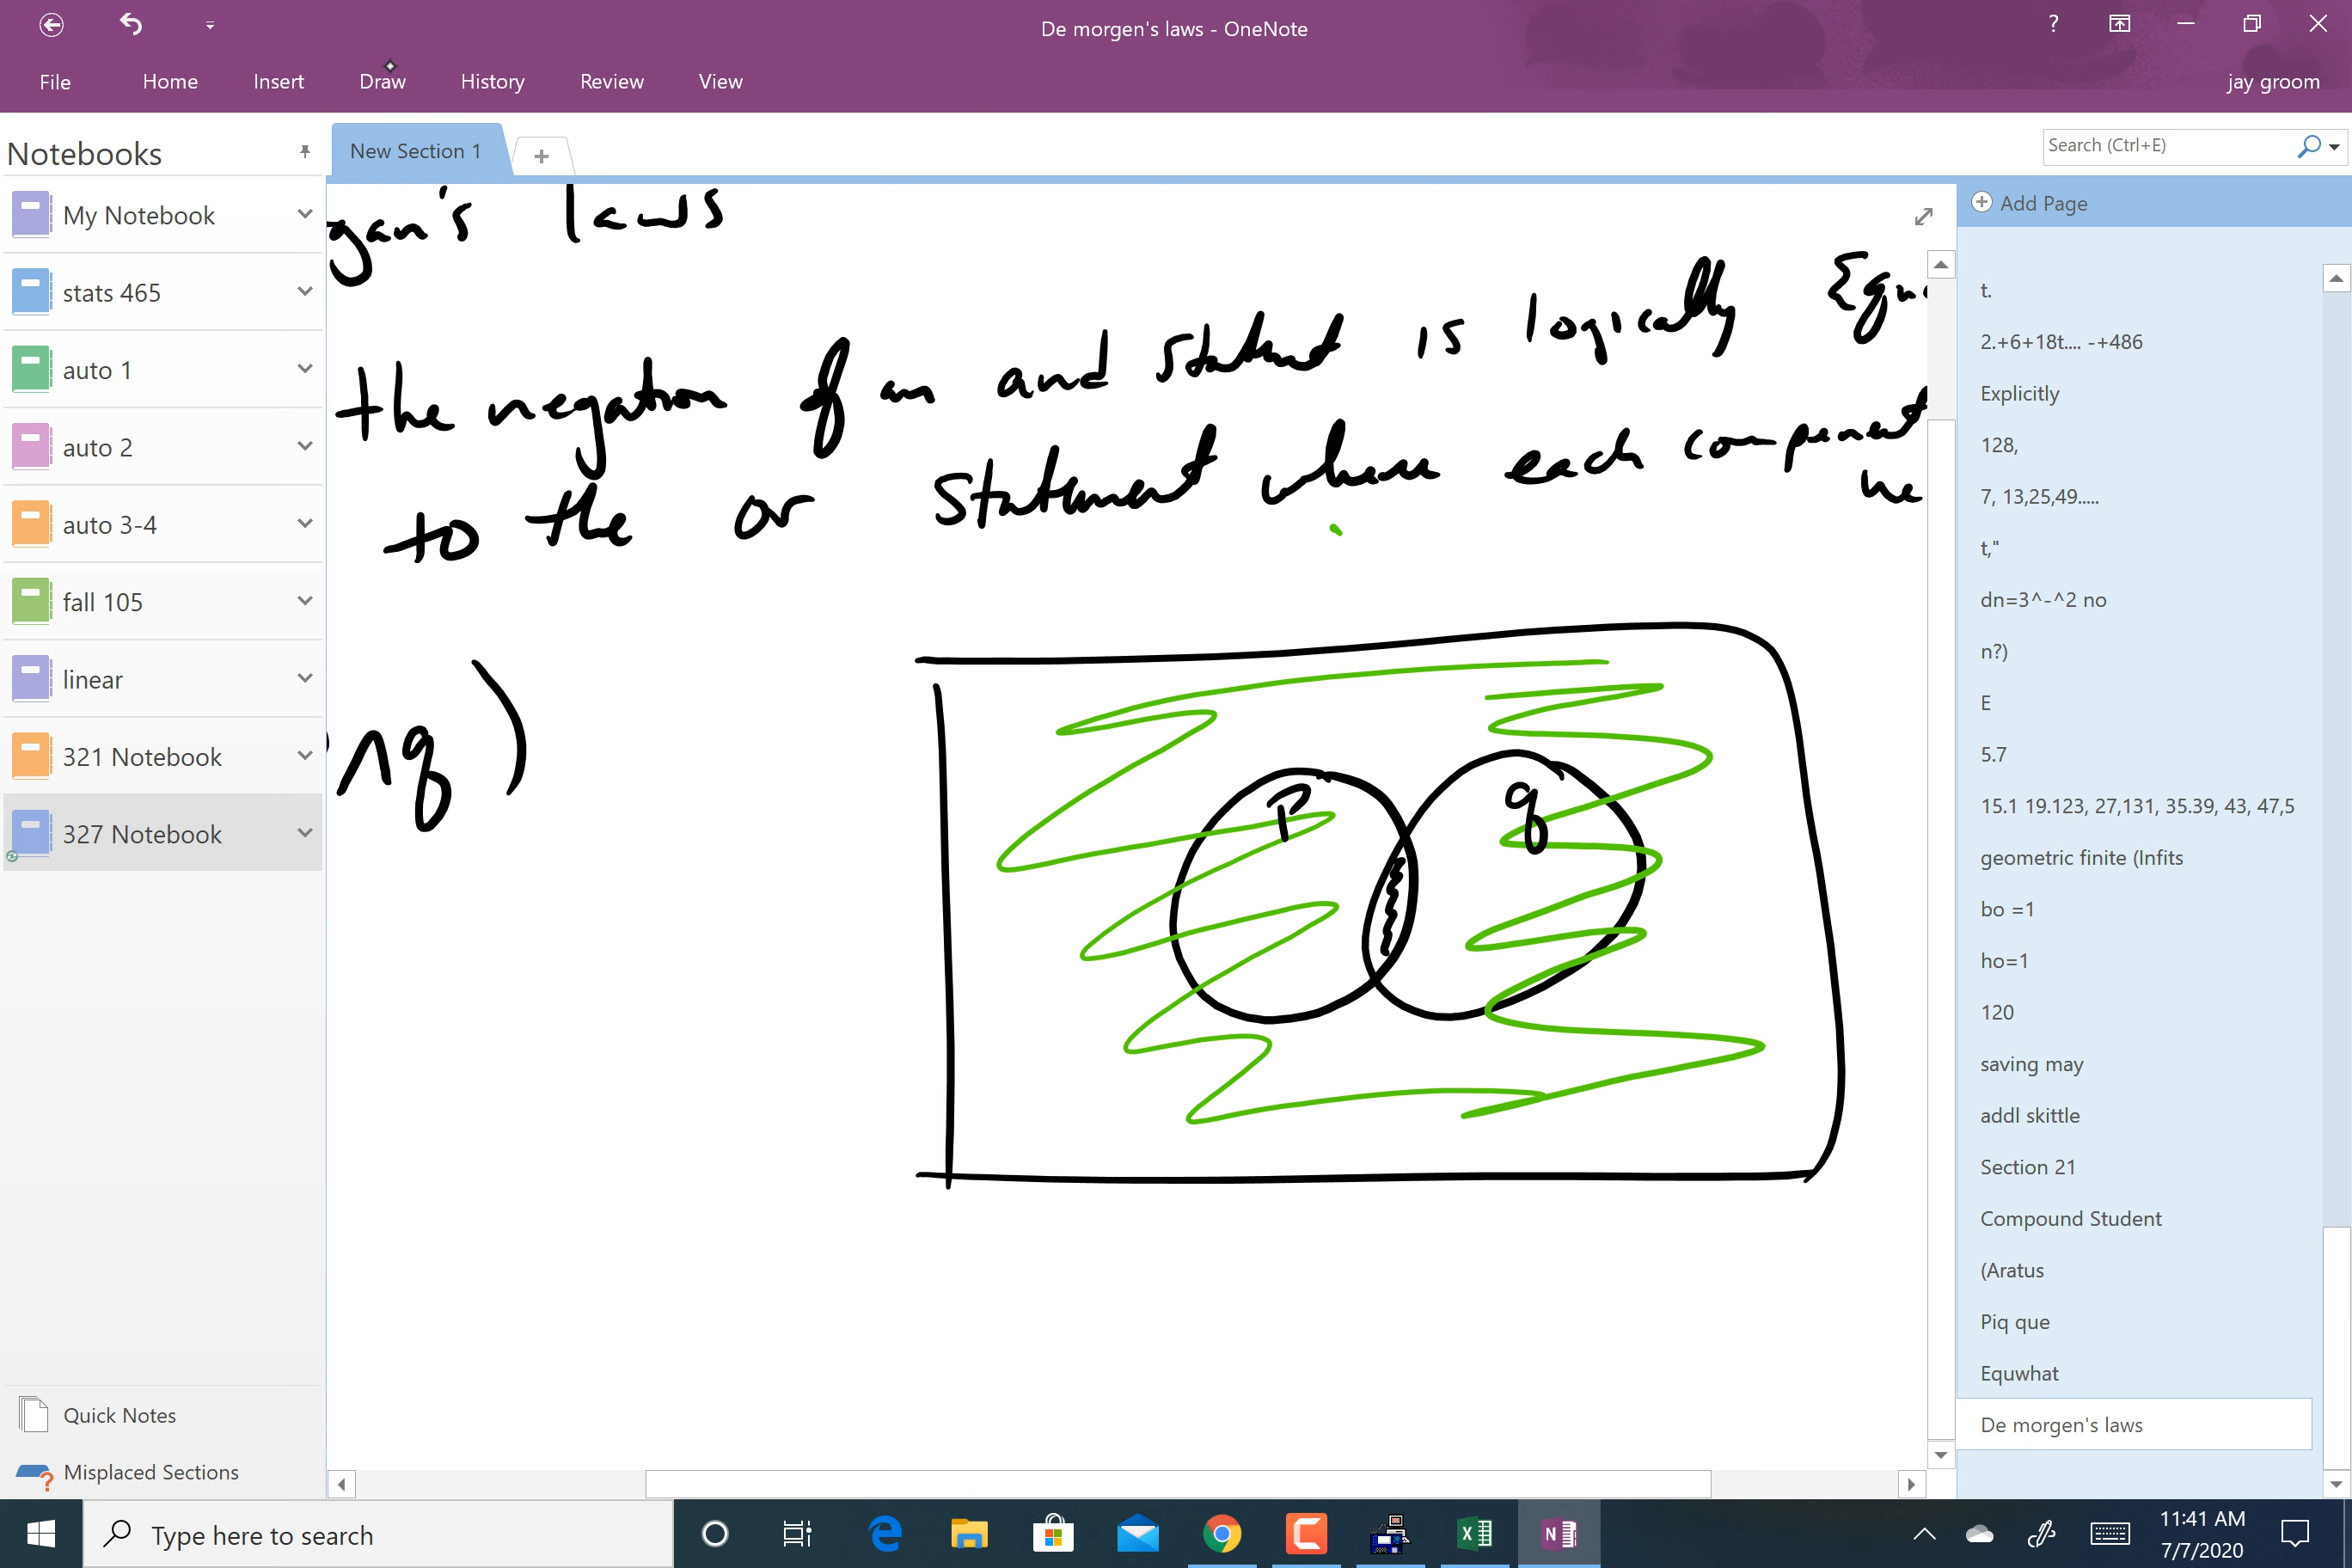 De morgen's laws - OneNote
?
File Home Insert Draw History Review View
jay groom
Notebooks
New Section 1
+
Search (Ctrl+E)
My Notebook
stats 465
auto 1
auto 2
auto 3-4
fall 105
linear
321 Notebook
327 Notebook
Quick Notes
Misplaced Sections
gan's laws
the negation of an and statement is logically
to the or statement where each component
ne
∧q)
p q
Add Page
t.
2.+6+18t.... -+486
Explicitly
128,
7, 13,25,49.....
t,"
dn=3^-^2 no
n?)
E
5.7
15.1 19.123, 27,131, 35.39, 43, 47,5
geometric finite (Infits
bo =1
ho=1
120
saving may
addl skittle
Section 21
Compound Student
(Aratus
Piq que
Equwhat
De morgen's laws
Type here to search
11:41 AM
7/7/2020